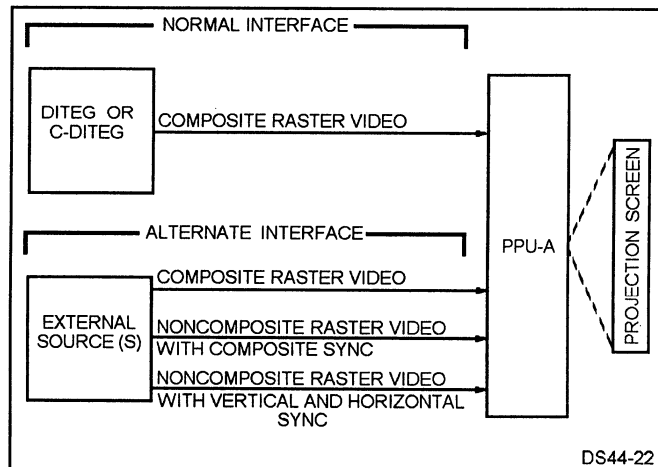 NORMAL INTERFACE
DITEG OR
C-DITEG
COMPOSITE RASTER VIDEO
ALTERNATE INTERFACE
EXTERNAL
SOURCE (S)
COMPOSITE RASTER VIDEO
NONCOMPOSITE RASTER VIDEO
WITH COMPOSITE SYNC
NONCOMPOSITE RASTER VIDEO
WITH VERTICAL AND HORIZONTAL
SYNC
PPU-A
PROJECTION SCREEN
DS44-22